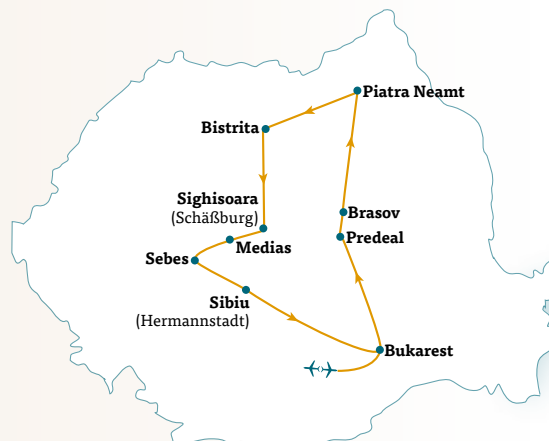 Piatra Neamt
Bistrita
Sighisoara
(Schäßburg)
Brasov
Predeal
Medias
Sebes
Sibiu
(Hermannstadt)
Bukarest